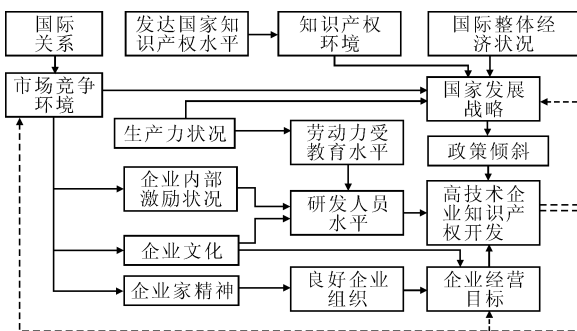 国际
关系
发达国家知
识产权水平
知识产权
环境
国际整体经
济状况
市场竞争
环境
国家发展
战略
生产力状况
劳动力受
教育水平
政策倾斜
企业内部
激励状况
研发人员
水平
高技术企
业知识产
权开发
企业文化
企业家精神
良好企业
组织
企业经营
目标